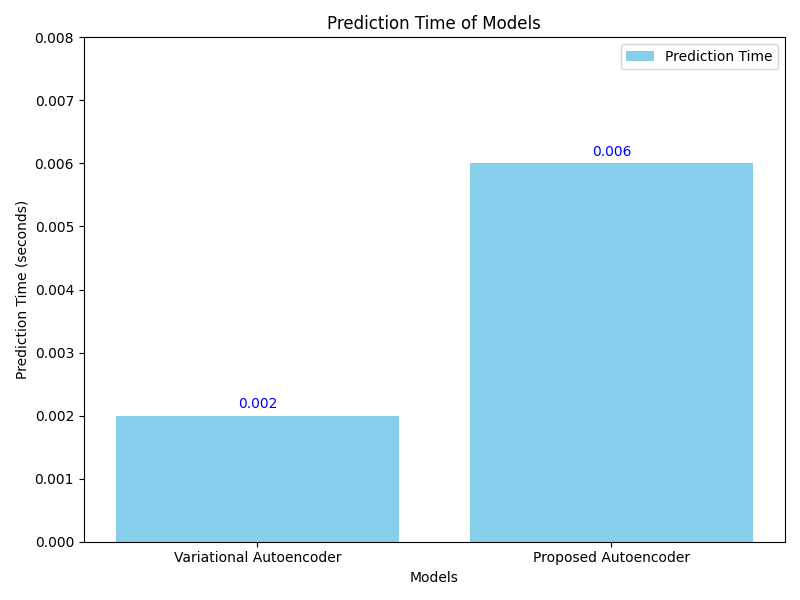 Prediction Time of Models
Prediction Time
0.008
0.007
0.006
0.005
0.004
0.003
0.002
0.001
0.000
Prediction Time (seconds)
0.002
0.006
Variational Autoencoder
Proposed Autoencoder
Models